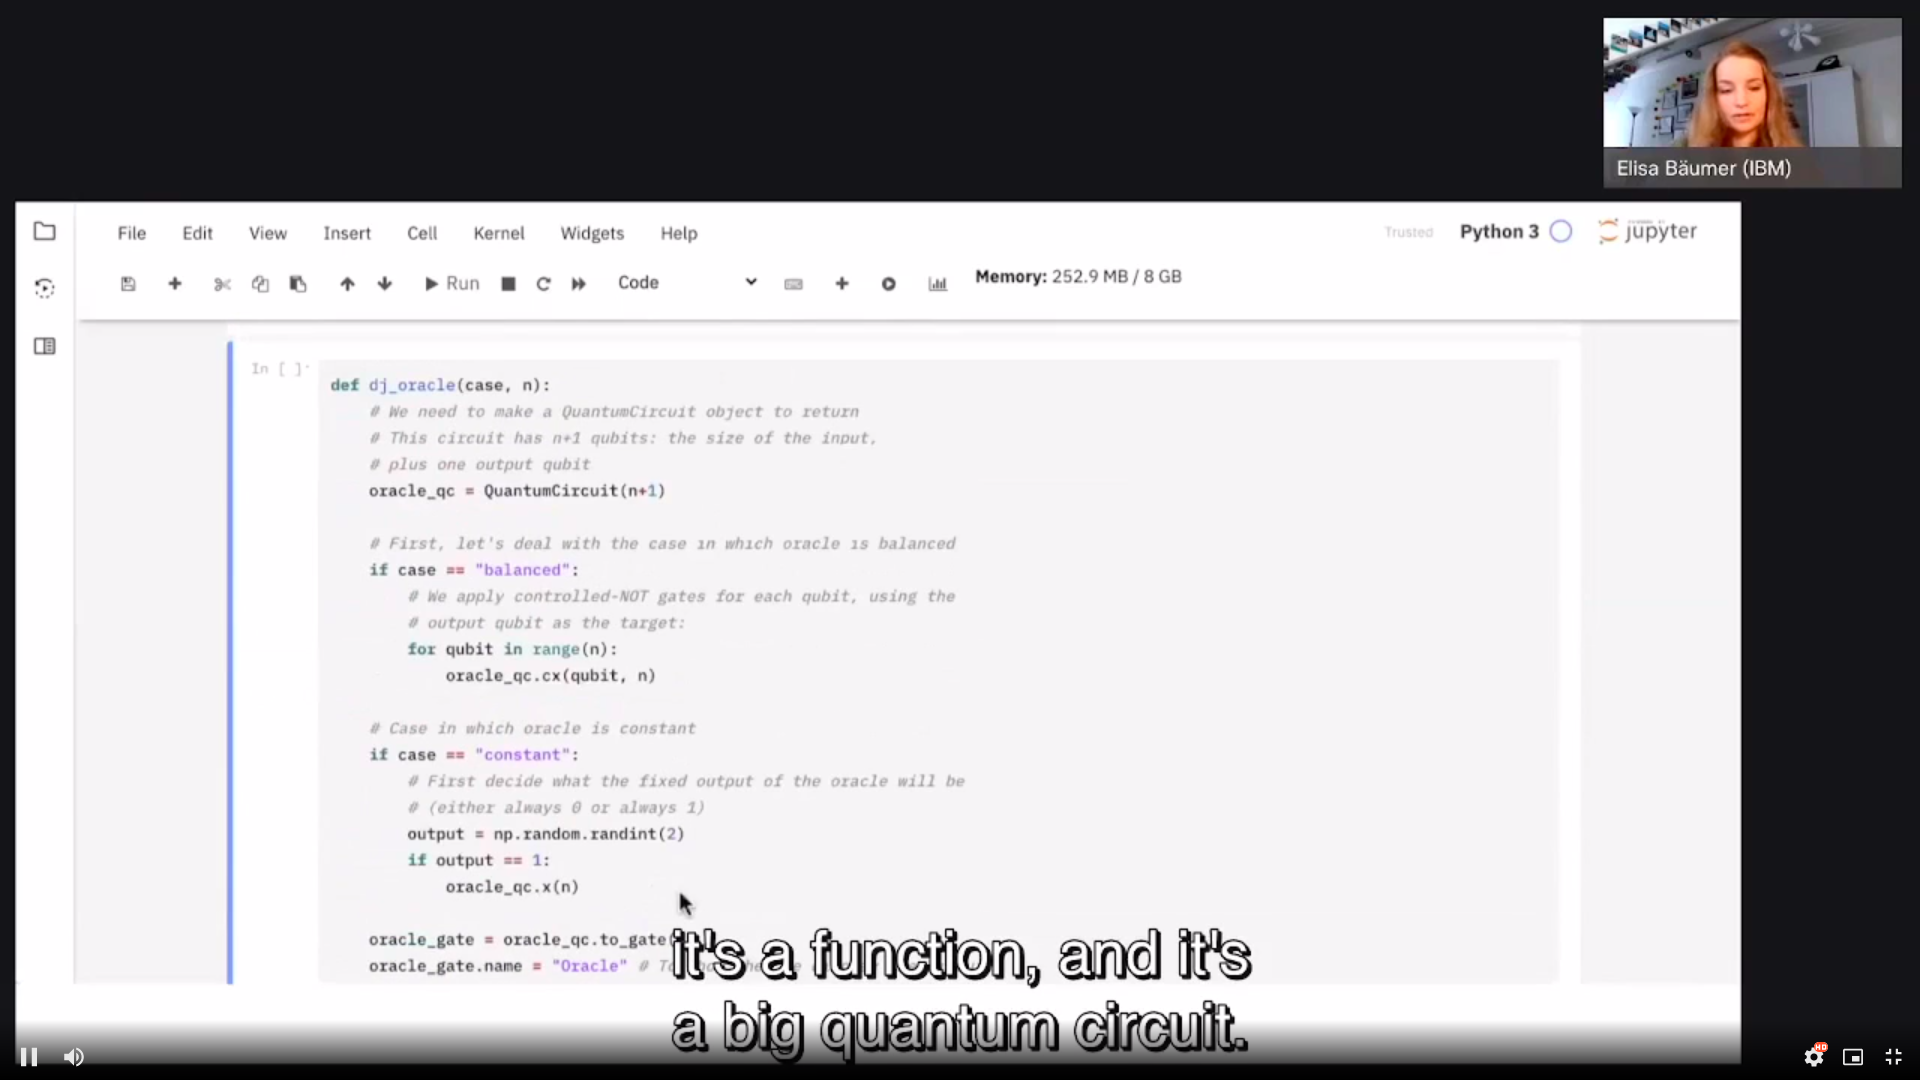 Elisa Bäumer (IBM)
File Edit View Insert Cell Kernel Widgets Help
Trusted Python 3 jupyter
Run Code Memory: 252.9 MB / 8 GB
In [ ]:
def dj_oracle(case, n):
# We need to make a QuantumCircuit object to return
# This circuit has n+1 qubits: the size of the input,
# plus one output qubit
oracle_qc = QuantumCircuit(n+1)
# First, let's deal with the case in which oracle is balanced
if case == "balanced":
# We apply controlled-NOT gates for each qubit, using the
# output qubit as the target:
for qubit in range(n):
oracle_qc.cx(qubit, n)
# Case in which oracle is constant
if case == "constant":
# First decide what the fixed output of the oracle will be
# (either always 0 or always 1)
output = np.random.randint(2)
if output == 1:
oracle_qc.x(n)
oracle_gate = oracle_qc.to_gate(
oracle_gate.name = "Oracle" #
it's a function, and it's
a big quantum circuit.
HD